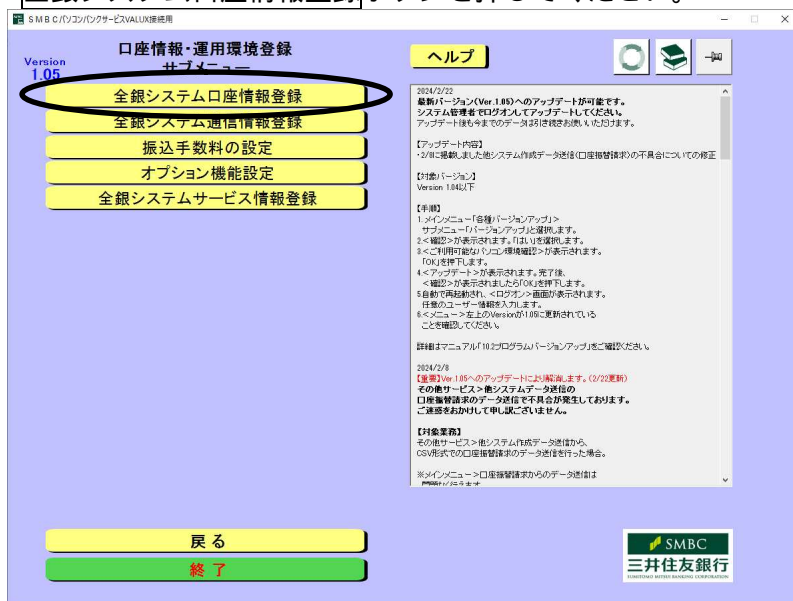 全銀システム口座情報登録ボタンを押してください。
SMBCパソコンバンクサービスVALUX接続用
Version
1.05
口座情報・運用環境登録
サブメニュー
ヘルプ
全銀システム口座情報登録
全銀システム通信情報登録
振込手数料の設定
オプション機能設定
全銀システムサービス情報登録
2024/2/22
最新バージョン(Ver.1.05)へのアップデートが可能です。
システム管理者でログオンしてアップデートしてください。
アップデート後も今までのデータは引き続きお使いいただけます。
【アップデート内容】
・2/8に掲載しました他システム作成データ送信(口座振替請求)の不具合についての修正
【対象バージョン】
Version 1.04以下
【手順】
1.メインメニュー「各種バージョンアップ」>
サブメニュー「バージョンアップ」と選択します。
2.<確認>が表示されます。「はい」を選択します。
3.<ご利用可能なパソコン環境確認>が表示されます。
「OK」を押下します。
4.<アップデート>が表示されます。完了後、
<確認>が表示されましたら「OK」を押下します。
5.自動で再起動され、<ログオン>画面が表示されます。
任意のユーザー情報を入力します。
6.<メニュー>左上のVersionが1.05に更新されている
ことを確認してください。
詳細はマニュアル「10.2プログラムバージョンアップ」をご確認ください。
2024/2/8
【重要】Ver.1.05へのアップデートにより解消します。(2/22更新)
その他サービス>他システムデータ送信の
口座振替請求のデータ送信で不具合が発生しております。
ご迷惑をおかけして申し訳ございません。
【対象業務】
その他サービス>他システム作成データ送信から、
CSV形式での口座振替請求のデータ送信を行った場合。
※メインメニュー>口座振替請求からのデータ送信は
問題なく行えます
戻る
終了
SMBC
三井住友銀行
SUMITOMO MITSUI BANKING CORPORATION